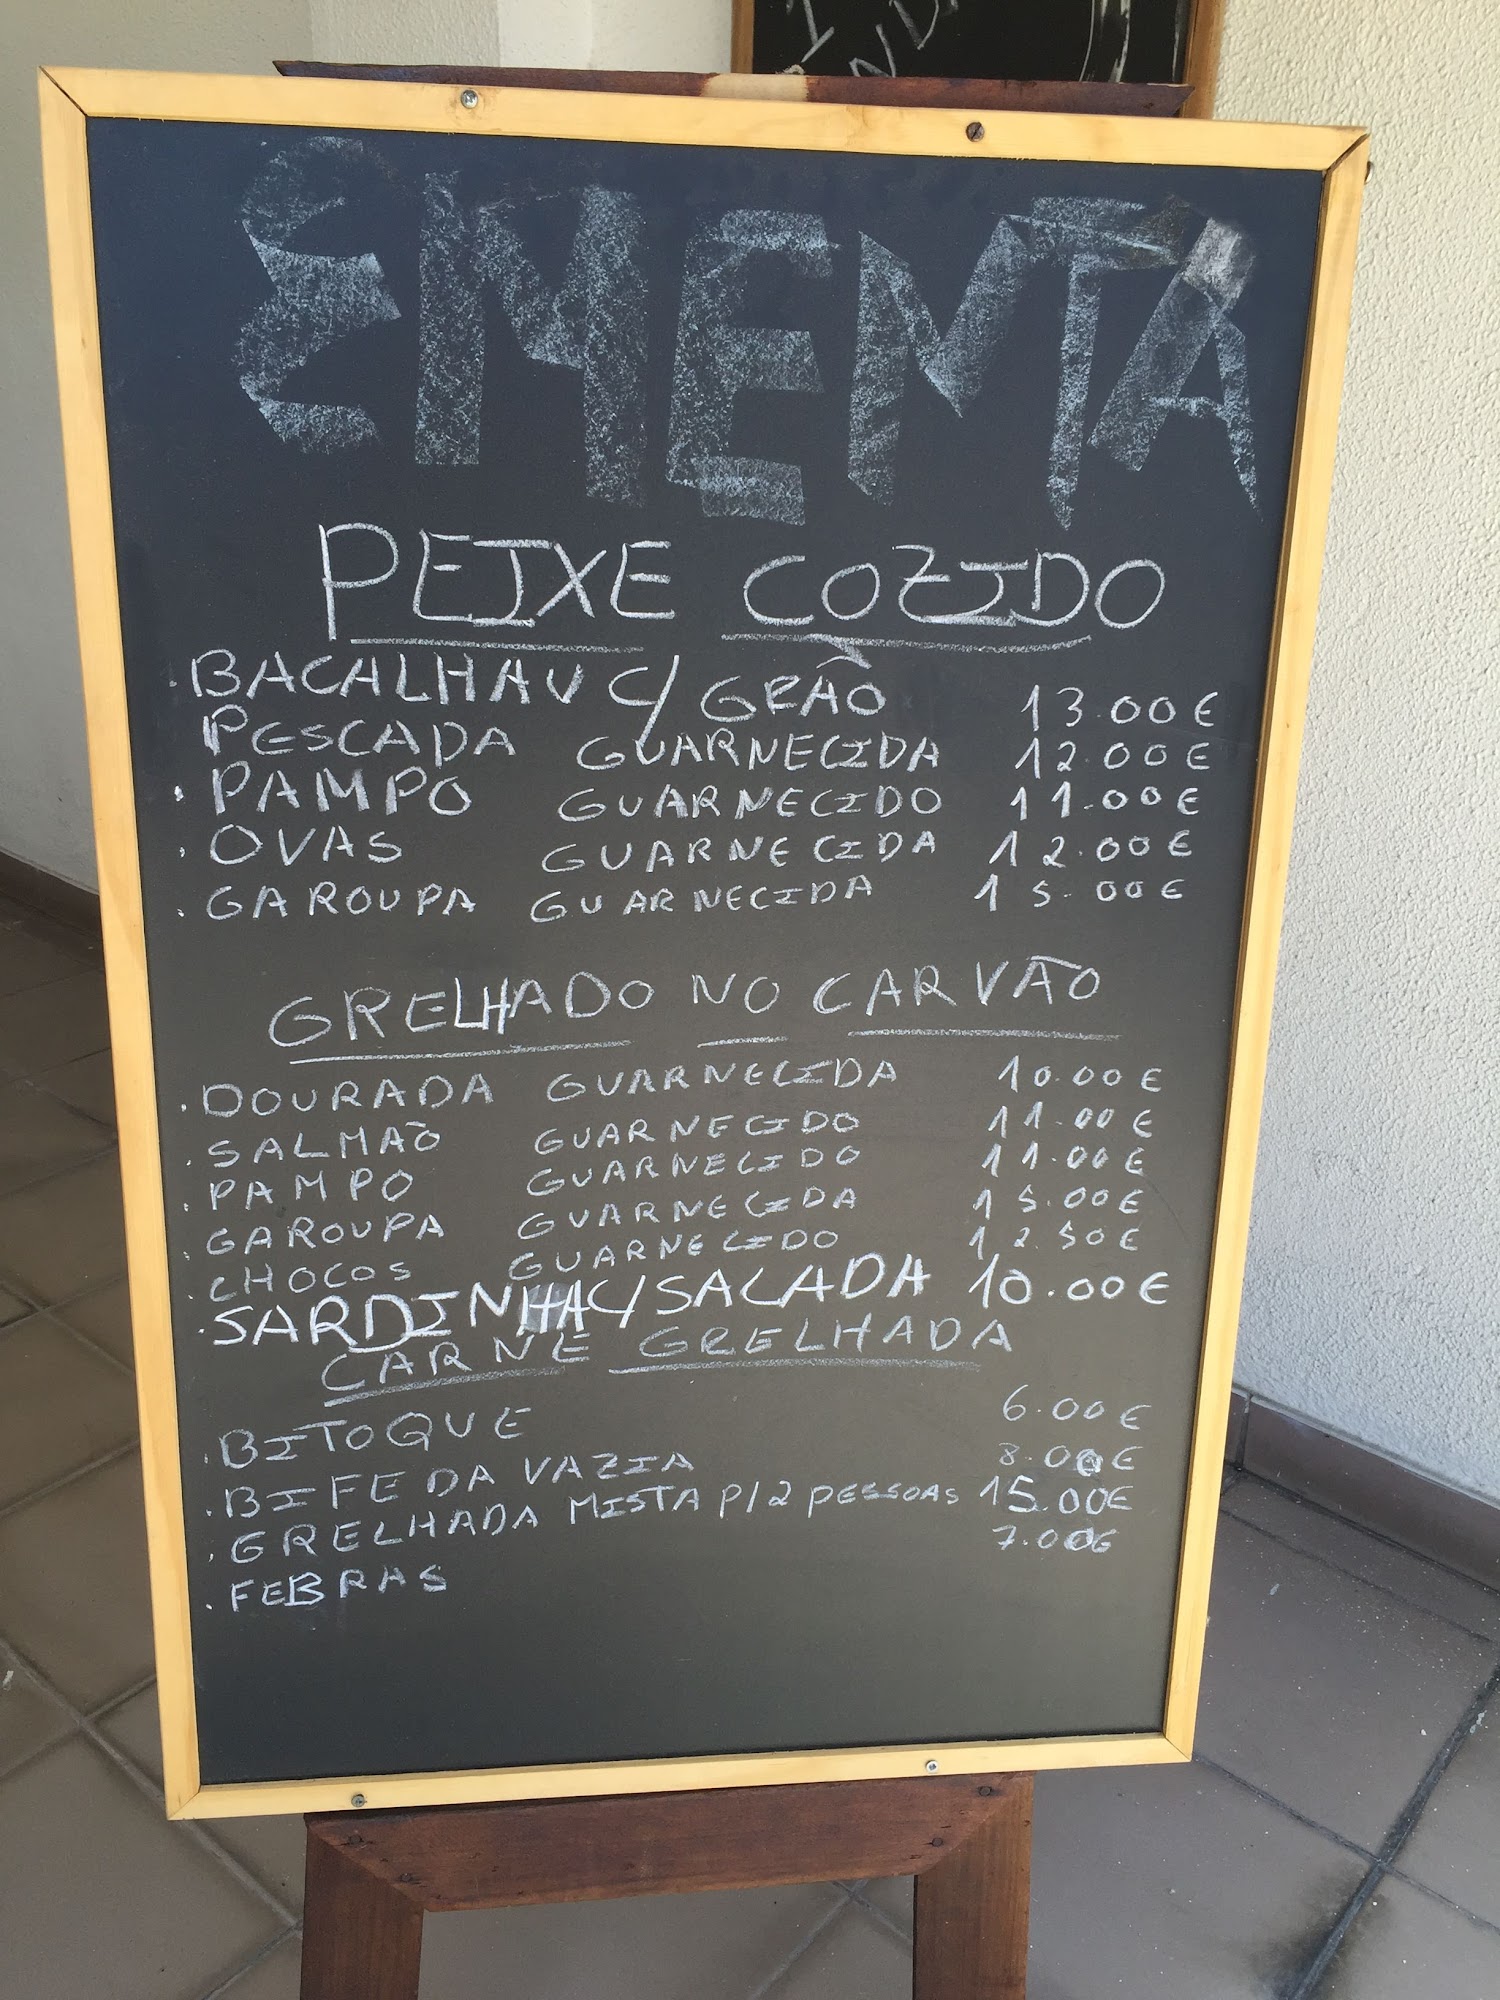 EMENTA
PEIXE COZIDO
. BACALHAU C/ GRÃO 13.00€
PESCADA GUARNECIDA 12.00€
. PAMPO GUARNECIDO 11.00€
. OVAS GUARNECIDA 12.00€
. GAROUPA GUARNECIDA 15.00€
GRELHADO NO CARVÃO
. DOURADA GUARNECIDA 10.00€
. SALMÃO GUARNECIDO 11.00€
. PAMPO GUARNECIDO 11.00€
. GAROUPA GUARNECIDA 15.00€
. CHOCOS GUARNECIDO 12.50€
. SARDINHA C/ SALADA 10.00€
CARNE GRELHADA
. BITOQUE 6.00€
. BIFE DA VAZIA 8.00€
. GRELHADA MISTA P/2 PESSOAS 15.00€
. FEBRAS 7.00€